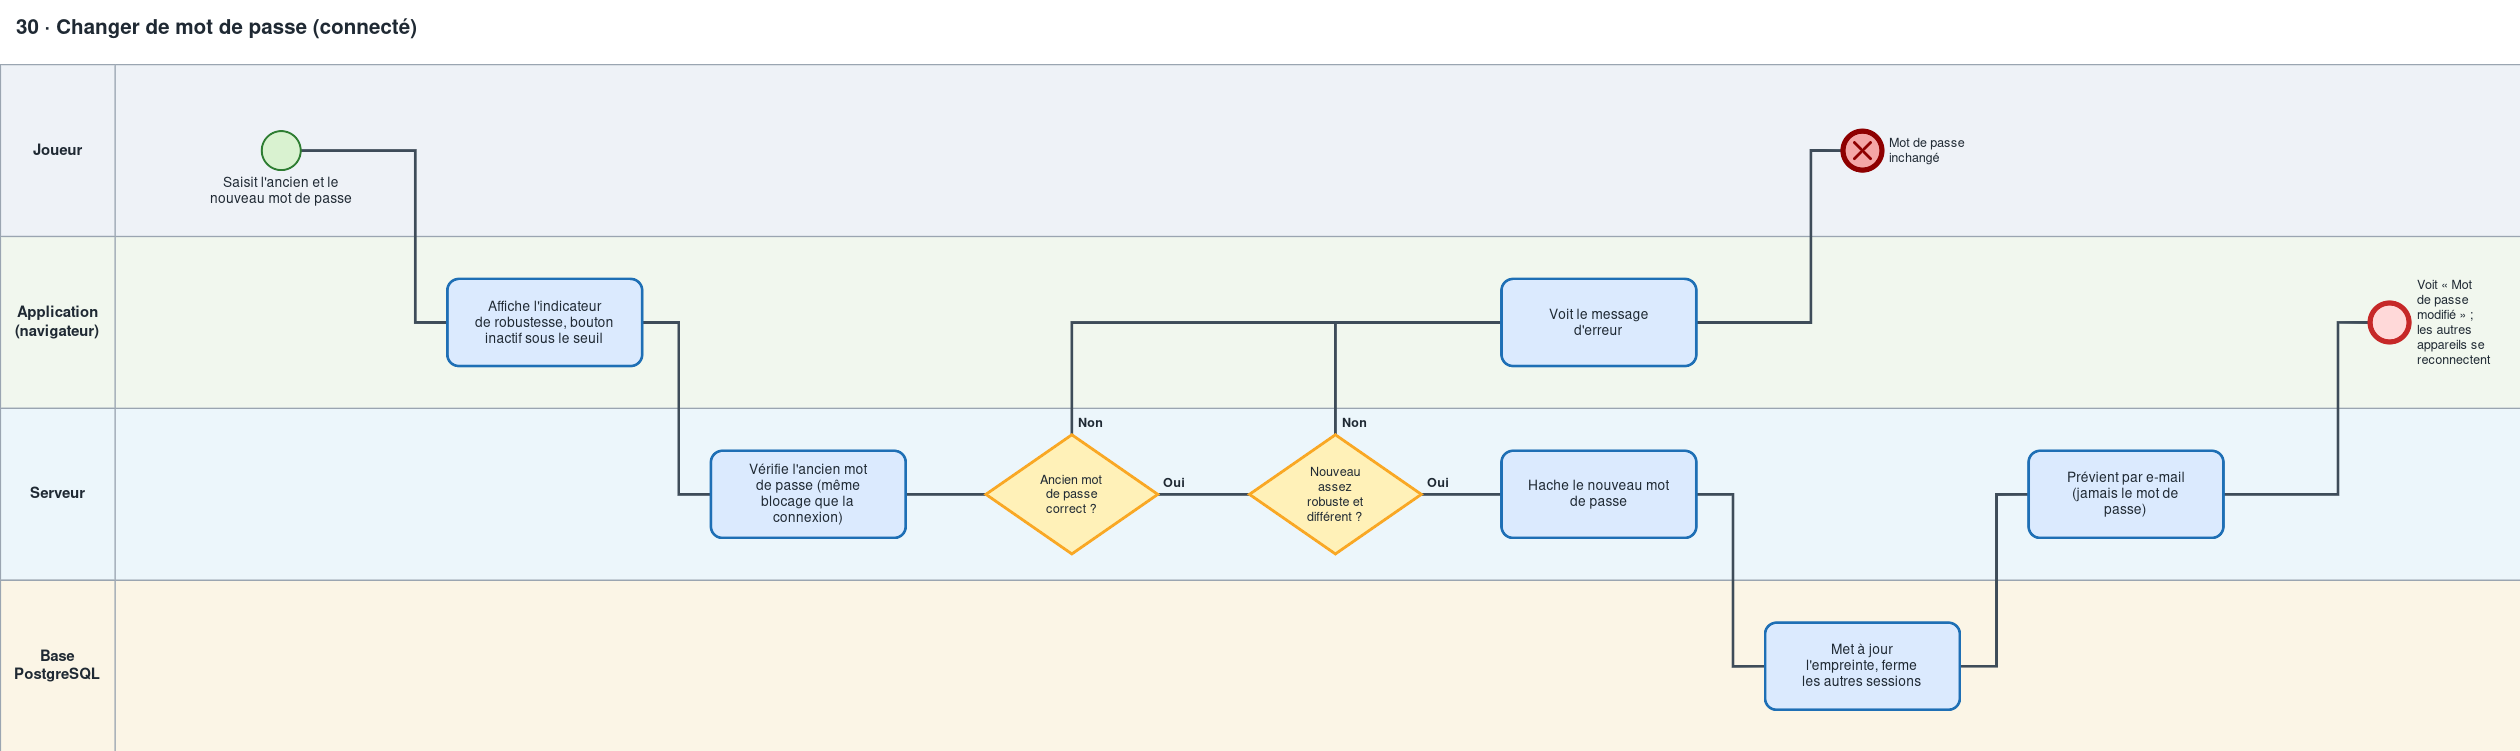 30 · Changer de mot de passe (connecté)
Joueur
Saisit l'ancien et le
nouveau mot de passe
Mot de passe
inchangé
Application
(navigateur)
Affiche l'indicateur
de robustesse, bouton
inactif sous le seuil
Voit le message
d'erreur
Voit « Mot
de passe
modifié » ;
les autres
appareils se
reconnectent
Serveur
Vérifie l'ancien mot
de passe (même
blocage que la
connexion)
Non
Ancien mot
de passe
correct ?
Oui
Non
Nouveau
assez
robuste et
différent ?
Oui
Hache le nouveau mot
de passe
Prévient par e-mail
(jamais le mot de
passe)
Base
PostgreSQL
Met à jour
l'empreinte, ferme
les autres sessions